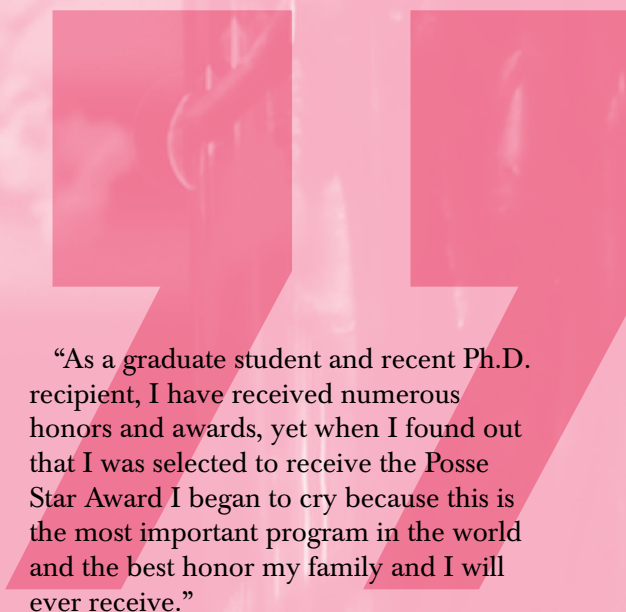 “As a graduate student and recent Ph.D.
recipient, I have received numerous
honors and awards, yet when I found out
that I was selected to receive the Posse
Star Award I began to cry because this is
the most important program in the world
and the best honor my family and I will
ever receive.”